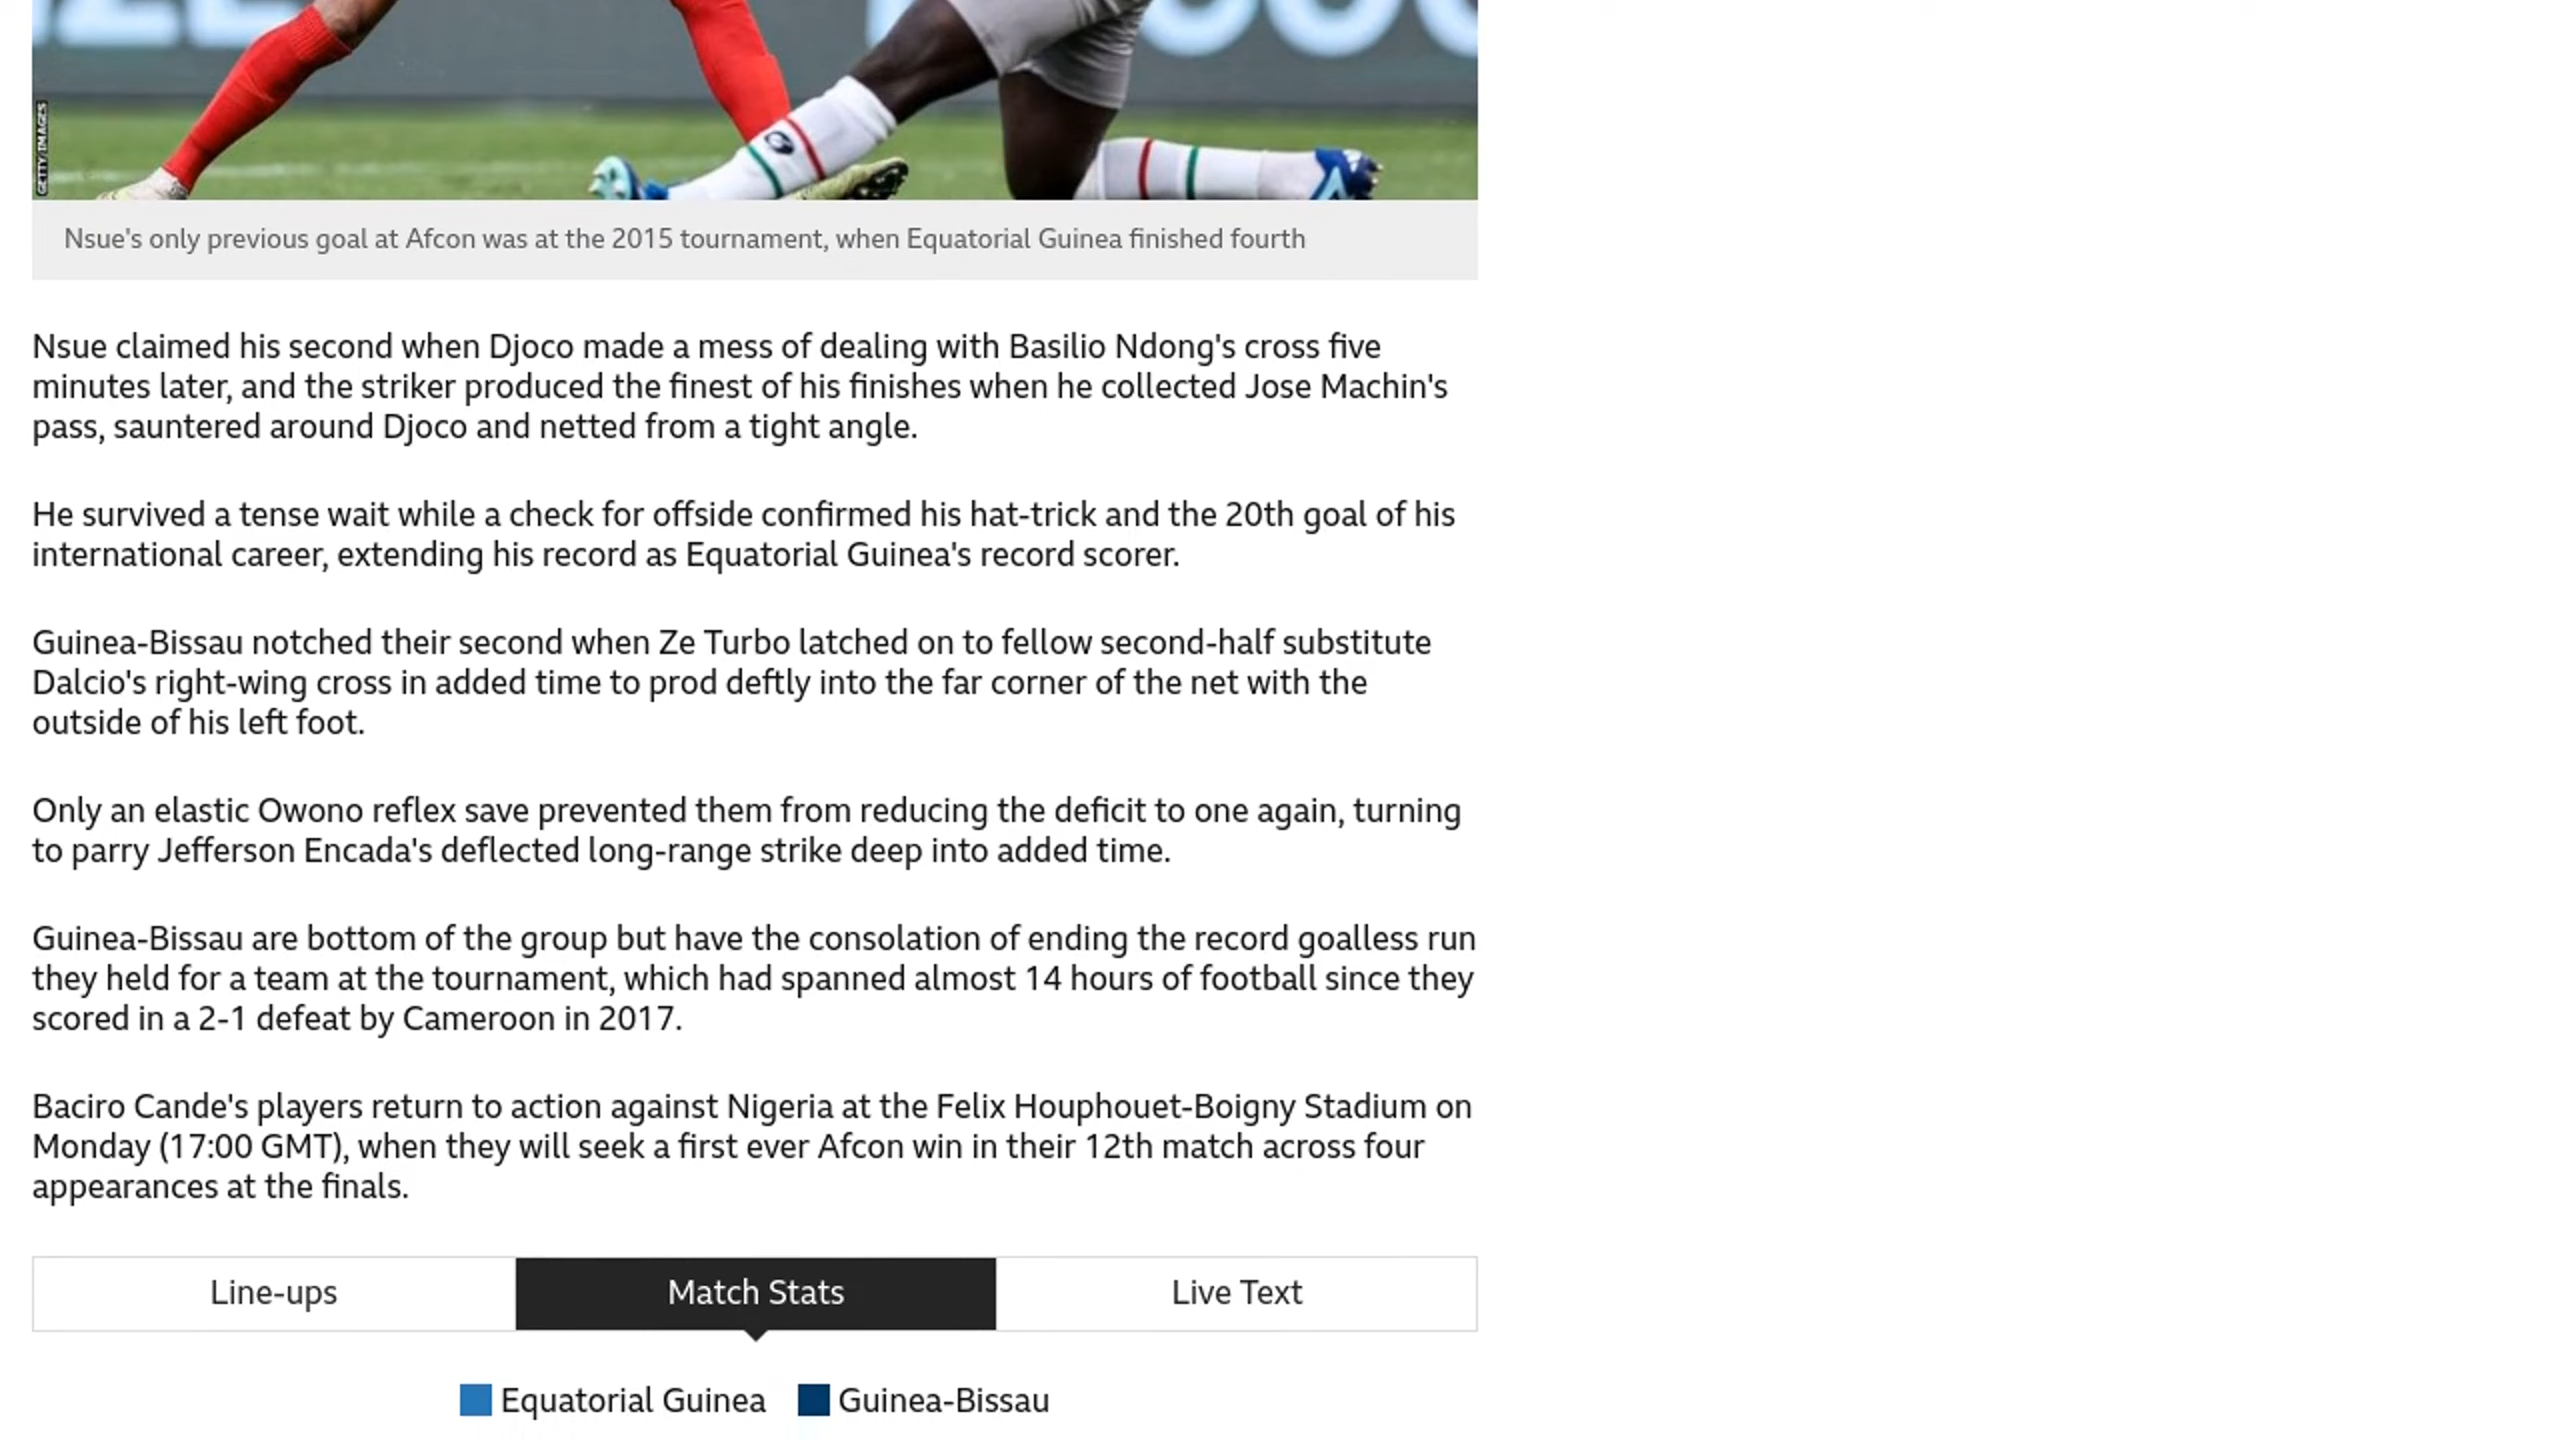 GETTY IMAGES
Nsue's only previous goal at Afcon was at the 2015 tournament, when Equatorial Guinea finished fourth
Nsue claimed his second when Djoco made a mess of dealing with Basilio Ndong's cross five
minutes later, and the striker produced the finest of his finishes when he collected Jose Machin's
pass, sauntered around Djoco and netted from a tight angle.
He survived a tense wait while a check for offside confirmed his hat-trick and the 20th goal of his
international career, extending his record as Equatorial Guinea's record scorer.
Guinea-Bissau notched their second when Ze Turbo latched on to fellow second-half substitute
Dalcio's right-wing cross in added time to prod deftly into the far corner of the net with the
outside of his left foot.
Only an elastic Owono reflex save prevented them from reducing the deficit to one again, turning
to parry Jefferson Encada's deflected long-range strike deep into added time.
Guinea-Bissau are bottom of the group but have the consolation of ending the record goalless run
they held for a team at the tournament, which had spanned almost 14 hours of football since they
scored in a 2-1 defeat by Cameroon in 2017.
Baciro Cande's players return to action against Nigeria at the Felix Houphouet-Boigny Stadium on
Monday (17:00 GMT), when they will seek a first ever Afcon win in their 12th match across four
appearances at the finals.
Line-ups
Match Stats
Live Text
Equatorial Guinea
Guinea-Bissau